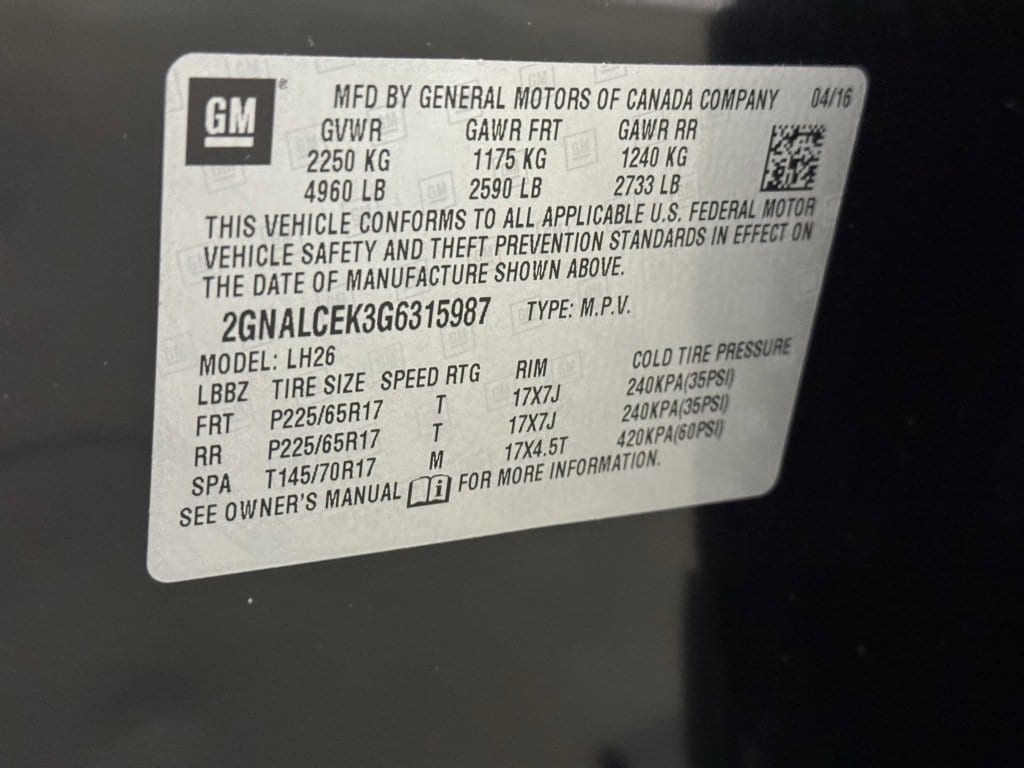 GM ® MFD BY GENERAL MOTORS OF CANADA COMPANY 04/16
GVWR GAWR FRT GAWR RR
2250 KG 1175 KG 1240 KG
4960 LB 2590 LB 2733 LB
THIS VEHICLE CONFORMS TO ALL APPLICABLE U.S. FEDERAL MOTOR
VEHICLE SAFETY AND THEFT PREVENTION STANDARDS IN EFFECT ON
THE DATE OF MANUFACTURE SHOWN ABOVE.
2GNALCEK3G6315987 TYPE: M.P.V.
MODEL: LH26
LBBZ TIRE SIZE SPEED RTG RIM COLD TIRE PRESSURE
FRT P225/65R17 T 17X7J 240KPA(35PSI)
RR P225/65R17 T 17X7J 240KPA(35PSI)
SPA T145/70R17 M 17X4.5T 420KPA(60PSI)
SEE OWNER'S MANUAL i FOR MORE INFORMATION.